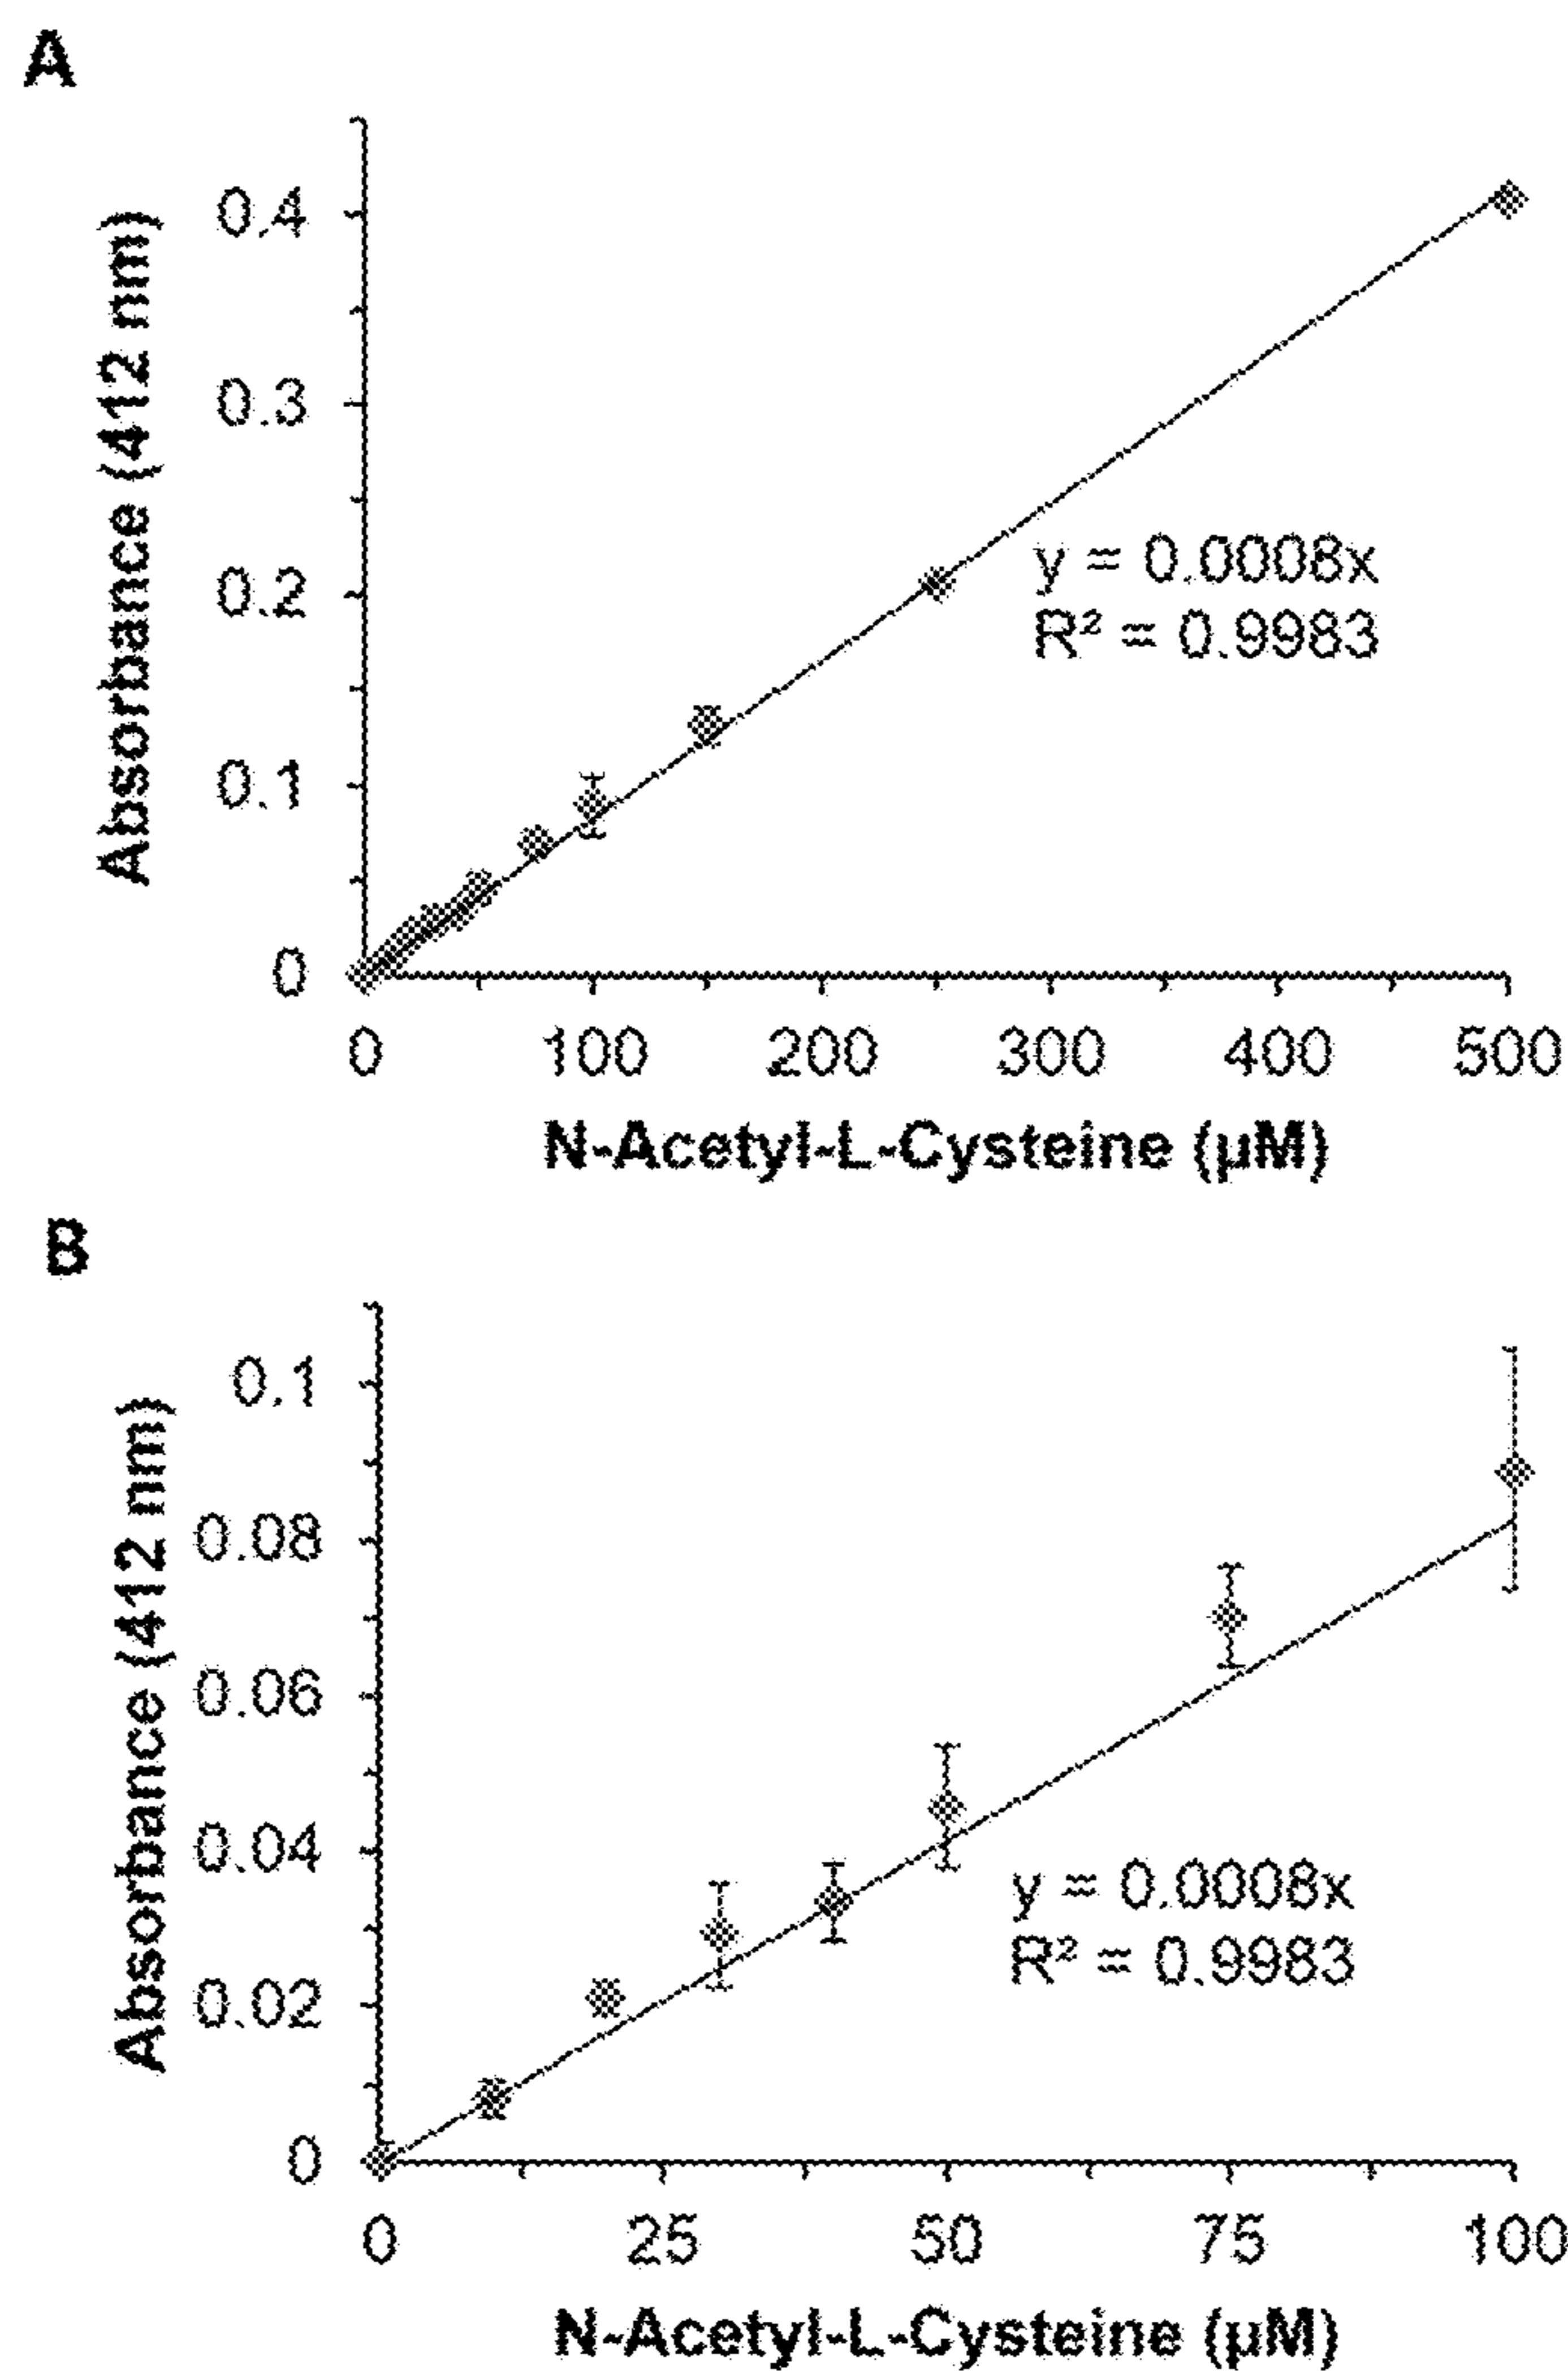 A
Absorbance (412 nm)
0.4
0.3
0.2
0.1
0
y = 0.0008x
R² = 0.9983
0 100 200 300 400 500
N-Acetyl-L-Cysteine (µM)
B
Absorbance (412 nm)
0.1
0.08
0.06
0.04
0.02
0
y = 0.0008x
R² = 0.9983
0 25 50 75 100
N-Acetyl-L-Cysteine (µM)